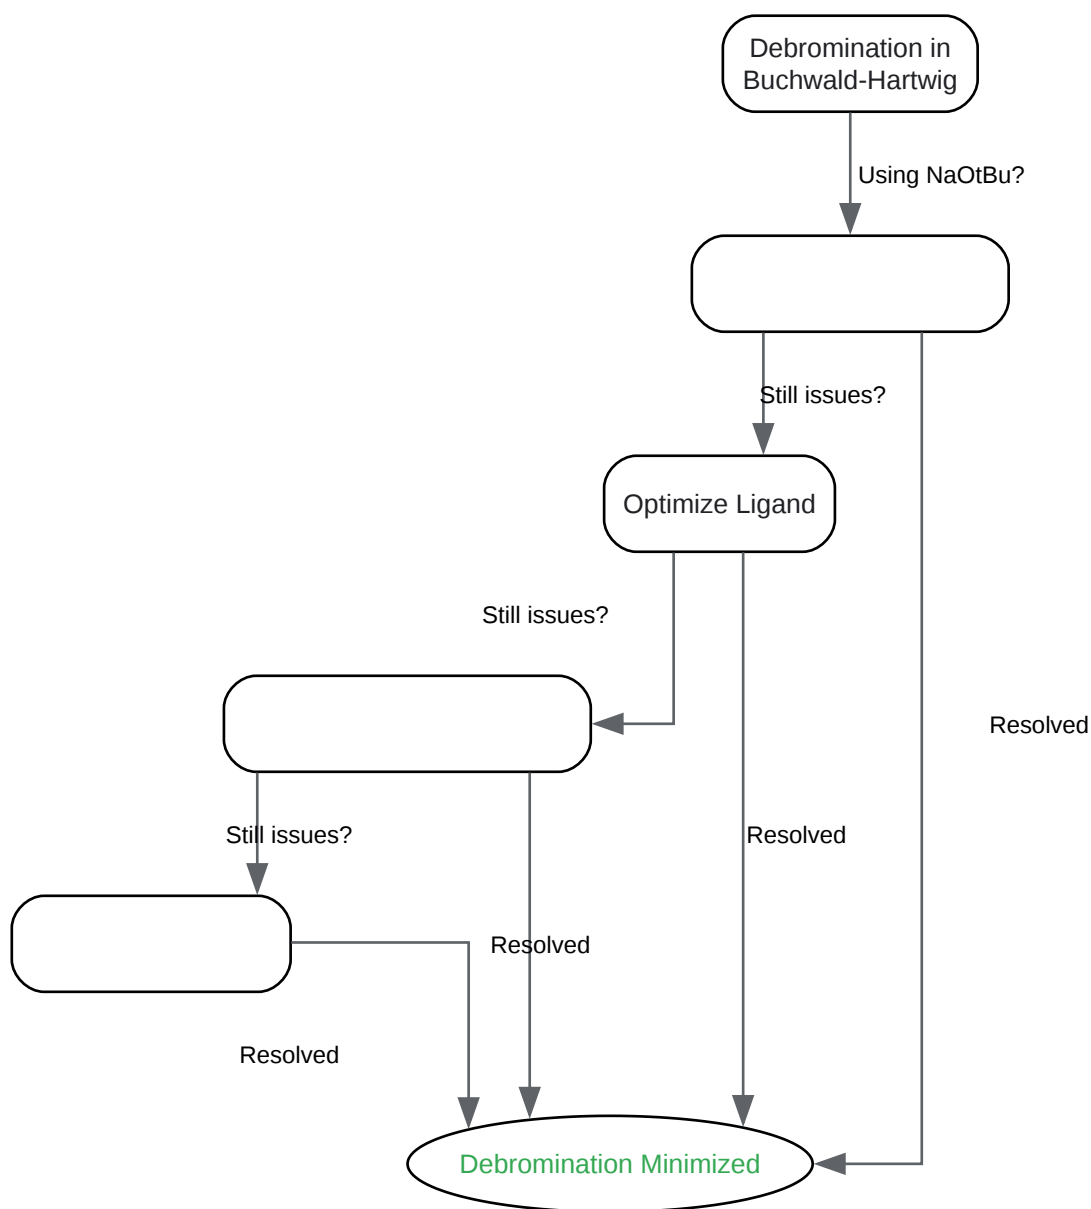 Debromination in
Buchwald-Hartwig
Using NaOtBu?
Still issues?
Optimize Ligand
Still issues?
Resolved
Still issues?
Resolved
Resolved
Resolved
Debromination Minimized